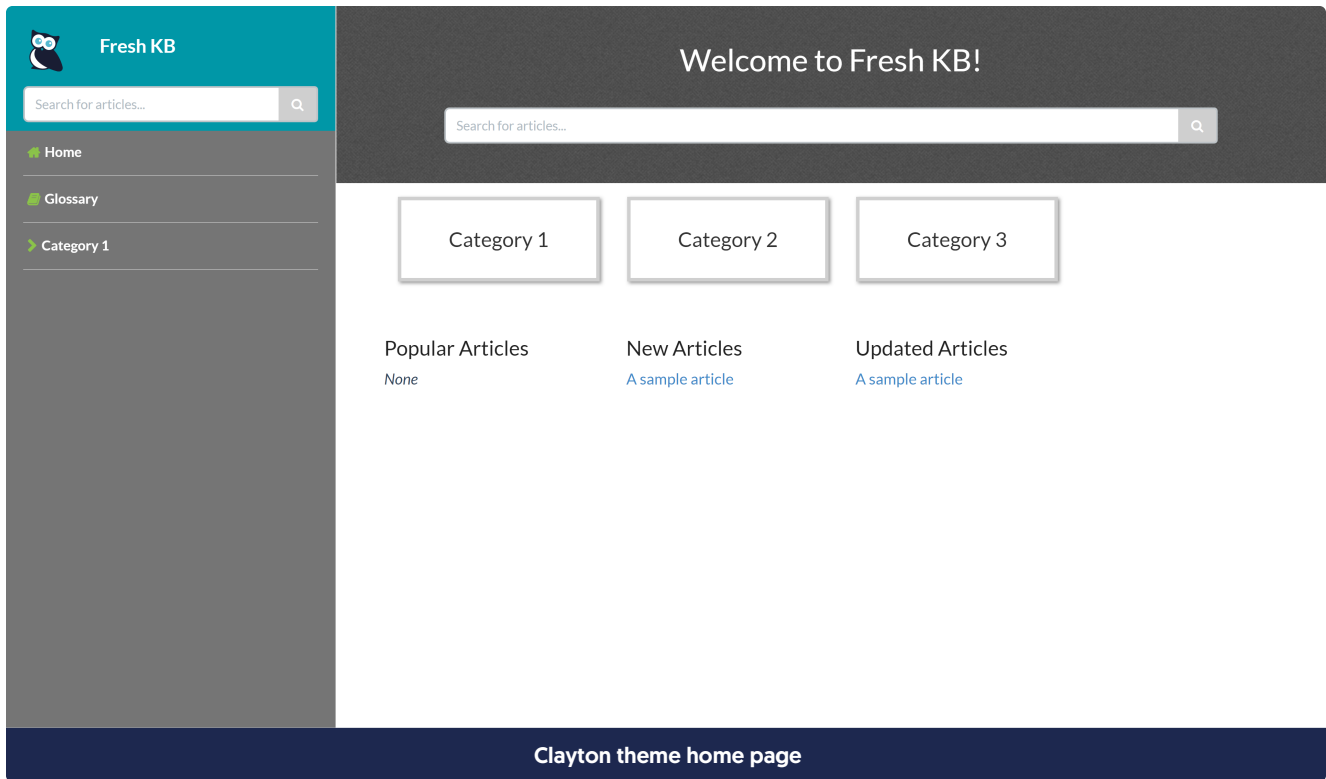 Fresh KB
Search for articles...
Home
Glossary
Category 1
Welcome to Fresh KB!
Search for articles...
Category 1
Category 2
Category 3
Popular Articles
None
New Articles
A sample article
Updated Articles
A sample article
Clayton theme home page